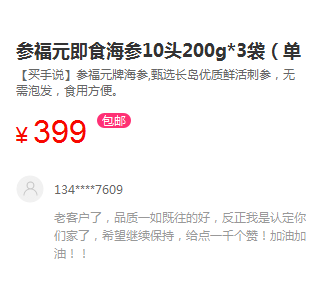 参福元即食海参10头200g*3袋（单
【买手说】参福元牌海参,甄选长岛优质鲜活刺参，无
需泡发，食用方便。
¥ 399 包邮
134****7609
老客户了，品质一如既往的好，反正我是认定你
们家了，希望继续保持，给点一千个赞！加油加
油！！